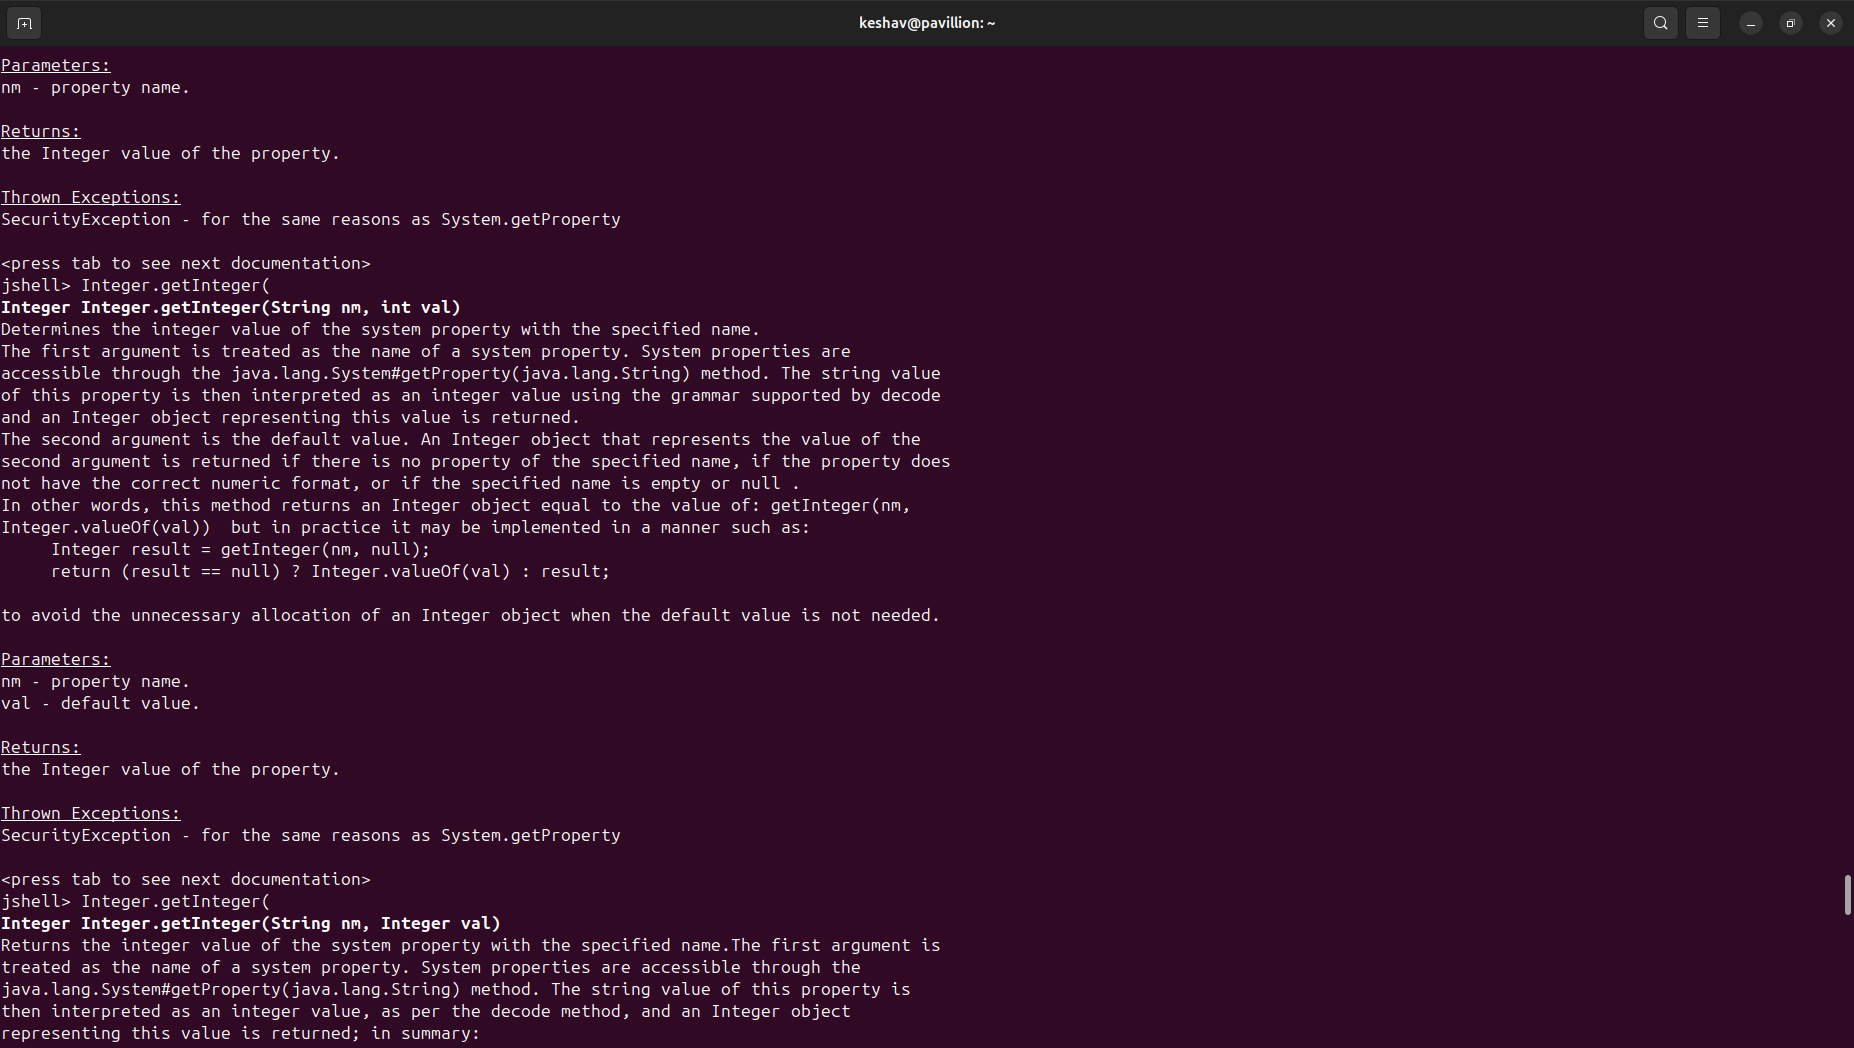 keshav@pavillion: ~
Parameters:
nm - property name.
Returns:
the Integer value of the property.
Thrown Exceptions:
SecurityException - for the same reasons as System.getProperty
<press tab to see next documentation>
jshell> Integer.getInteger(
Integer Integer.getInteger(String nm, int val)
Determines the integer value of the system property with the specified name.
The first argument is treated as the name of a system property. System properties are
accessible through the java.lang.System#getProperty(java.lang.String) method. The string value
of this property is then interpreted as an integer value using the grammar supported by decode
and an Integer object representing this value is returned.
The second argument is the default value. An Integer object that represents the value of the
second argument is returned if there is no property of the specified name, if the property does
not have the correct numeric format, or if the specified name is empty or null .
In other words, this method returns an Integer object equal to the value of: getInteger(nm,
Integer.valueOf(val))  but in practice it may be implemented in a manner such as:
     Integer result = getInteger(nm, null);
     return (result == null) ? Integer.valueOf(val) : result;
to avoid the unnecessary allocation of an Integer object when the default value is not needed.
Parameters:
nm - property name.
val - default value.
Returns:
the Integer value of the property.
Thrown Exceptions:
SecurityException - for the same reasons as System.getProperty
<press tab to see next documentation>
jshell> Integer.getInteger(
Integer Integer.getInteger(String nm, Integer val)
Returns the integer value of the system property with the specified name.The first argument is
treated as the name of a system property. System properties are accessible through the
java.lang.System#getProperty(java.lang.String) method. The string value of this property is
then interpreted as an integer value, as per the decode method, and an Integer object
representing this value is returned; in summary: